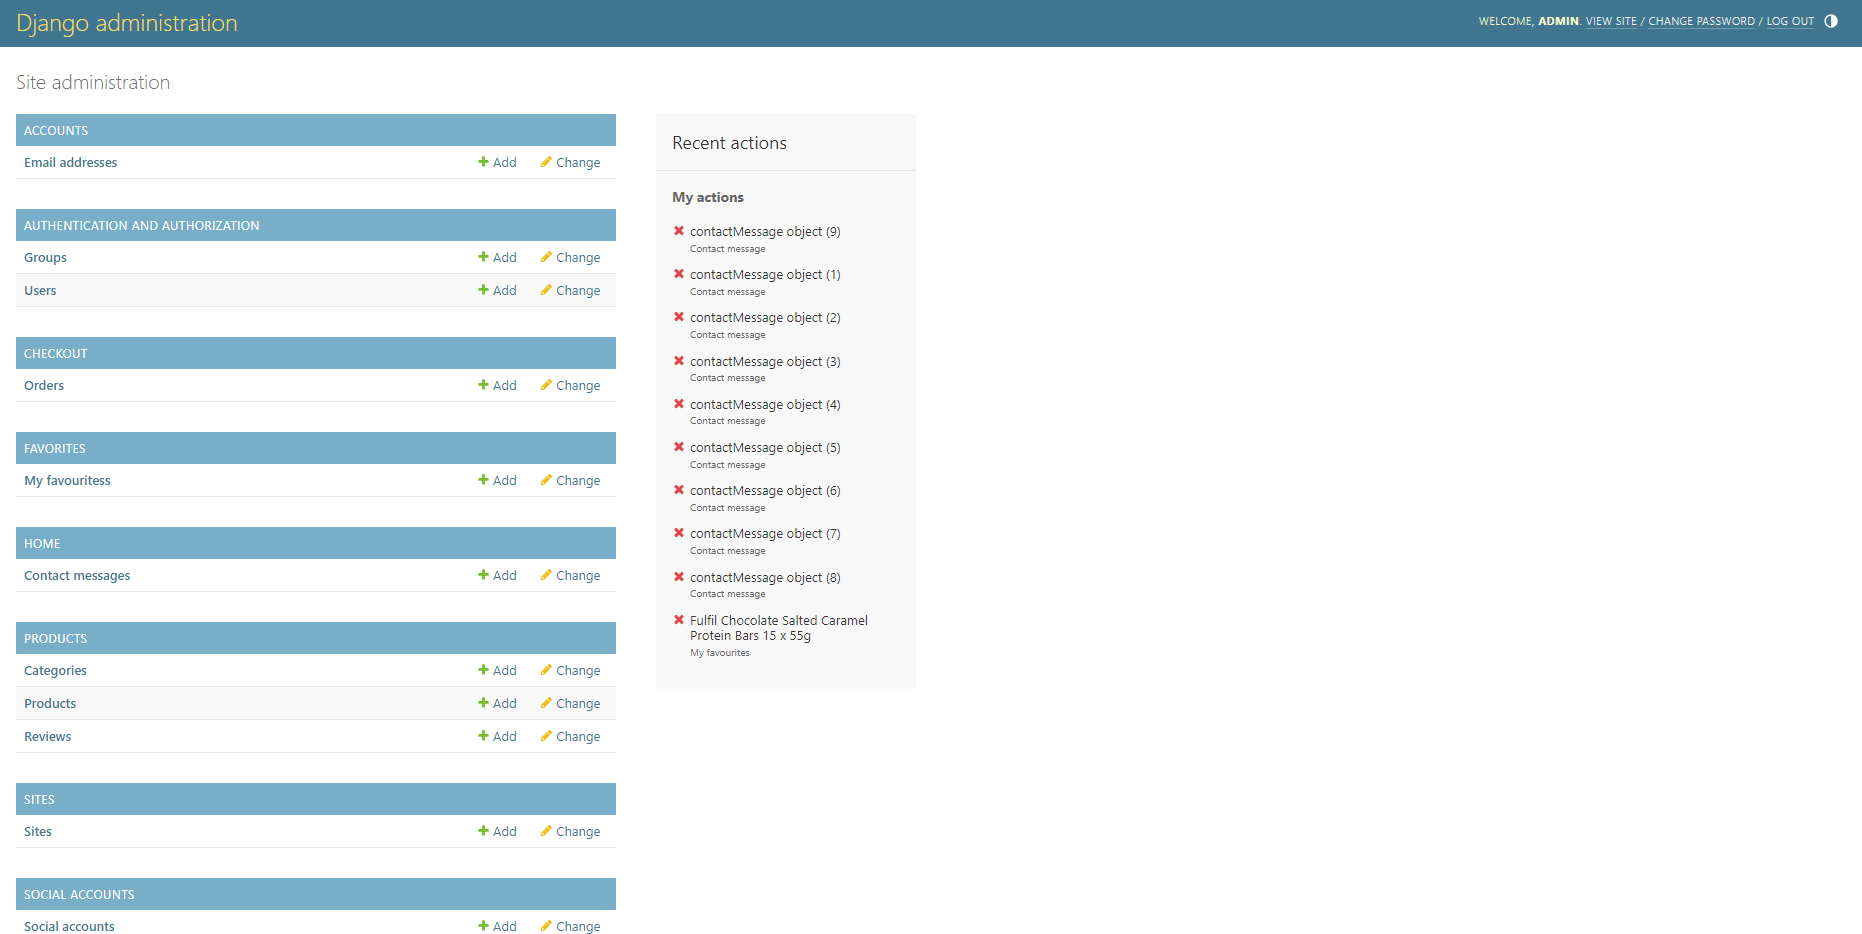 Django administration
WELCOME, ADMIN. VIEW SITE / CHANGE PASSWORD / LOG OUT
Site administration
ACCOUNTS
Email addresses Add Change
AUTHENTICATION AND AUTHORIZATION
Groups Add Change
Users Add Change
CHECKOUT
Orders Add Change
FAVORITES
My favouritess Add Change
HOME
Contact messages Add Change
PRODUCTS
Categories Add Change
Products Add Change
Reviews Add Change
SITES
Sites Add Change
SOCIAL ACCOUNTS
Social accounts Add Change
Recent actions
My actions
contactMessage object (9)
Contact message
contactMessage object (1)
Contact message
contactMessage object (2)
Contact message
contactMessage object (3)
Contact message
contactMessage object (4)
Contact message
contactMessage object (5)
Contact message
contactMessage object (6)
Contact message
contactMessage object (7)
Contact message
contactMessage object (8)
Contact message
Fulfil Chocolate Salted Caramel
Protein Bars 15 x 55g
My favourites